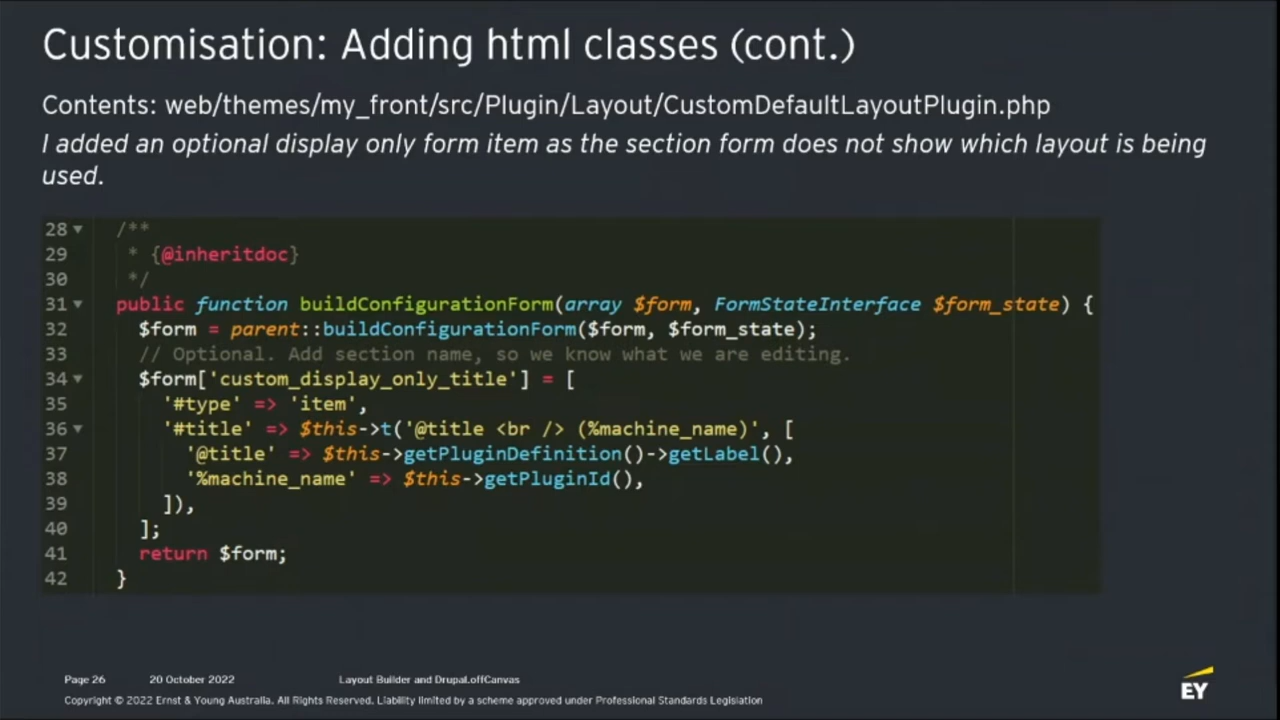 Customisation: Adding html classes (cont.)
Contents: web/themes/my_front/src/Plugin/Layout/CustomDefaultLayoutPlugin.php
I added an optional display only form item as the section form does not show which layout is being
used.
28 ▼ /**
29 * {@inheritdoc}
30 */
31 ▼ public function buildConfigurationForm(array $form, FormStateInterface $form_state) {
32 $form = parent::buildConfigurationForm($form, $form_state);
33 // Optional. Add section name, so we know what we are editing.
34 ▼ $form['custom_display_only_title'] = [
35 '#type' => 'item',
36 ▼ '#title' => $this->t('@title <br /> (%machine_name)', [
37 '@title' => $this->getPluginDefinition()->getLabel(),
38 '%machine_name' => $this->getPluginId(),
39 ]),
40 ];
41 return $form;
42 }
Page 26 20 October 2022 Layout Builder and Drupal.offCanvas
Copyright © 2022 Ernst & Young Australia. All Rights Reserved. Liability limited by a scheme approved under Professional Standards Legislation
EY